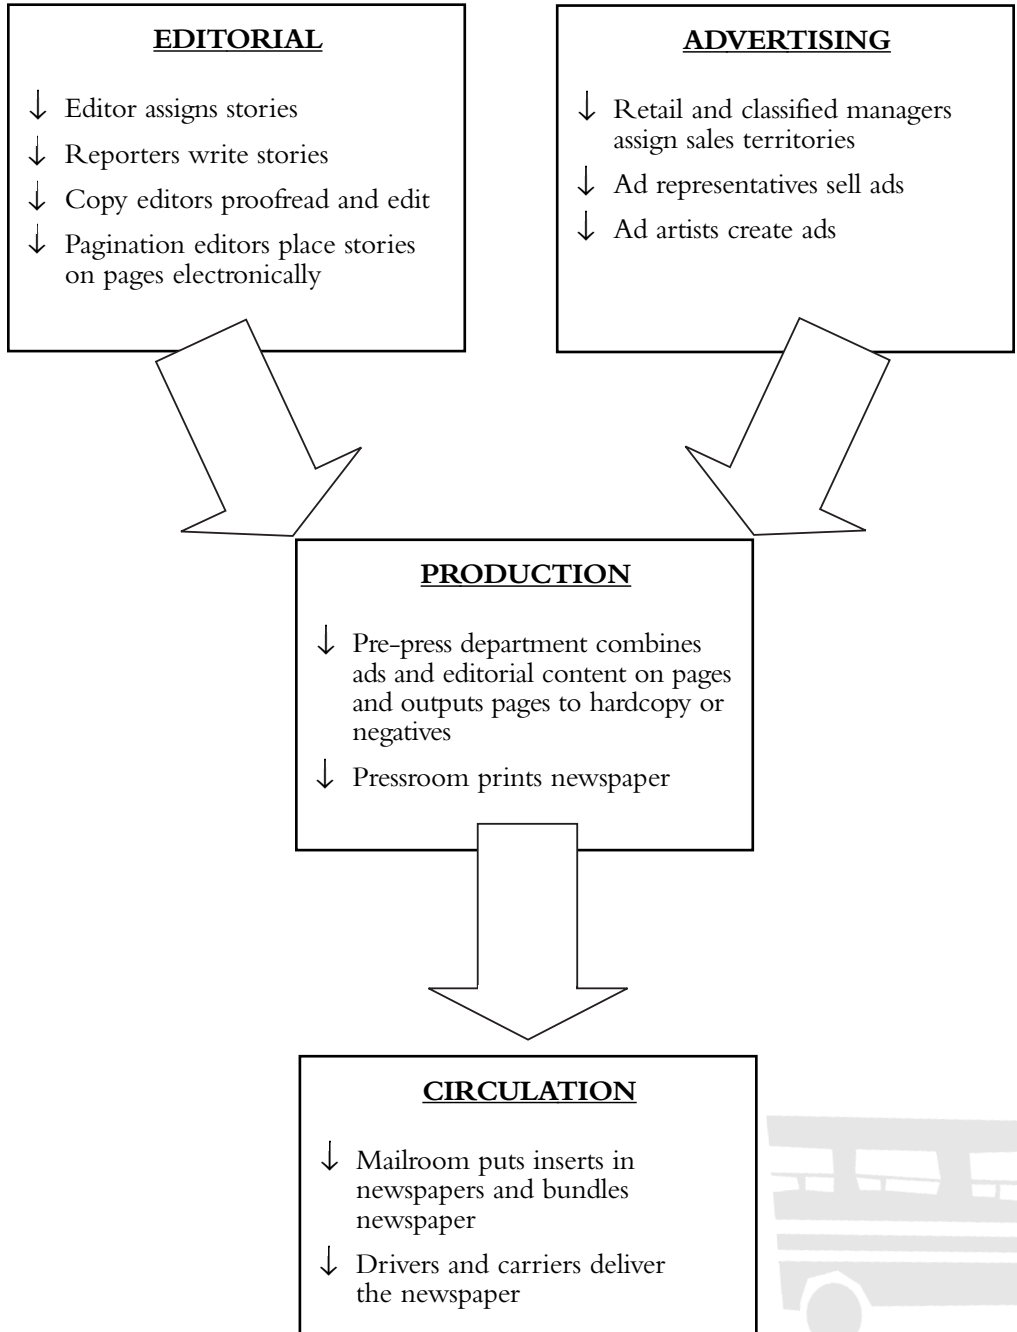 EDITORIAL
↓ Editor assigns stories
↓ Reporters write stories
↓ Copy editors proofread and edit
↓ Pagination editors place stories
on pages electronically
ADVERTISING
↓ Retail and classified managers
assign sales territories
↓ Ad representatives sell ads
↓ Ad artists create ads
PRODUCTION
↓ Pre-press department combines
ads and editorial content on pages
and outputs pages to hardcopy or
negatives
↓ Pressroom prints newspaper
CIRCULATION
↓ Mailroom puts inserts in
newspapers and bundles
newspaper
↓ Drivers and carriers deliver
the newspaper